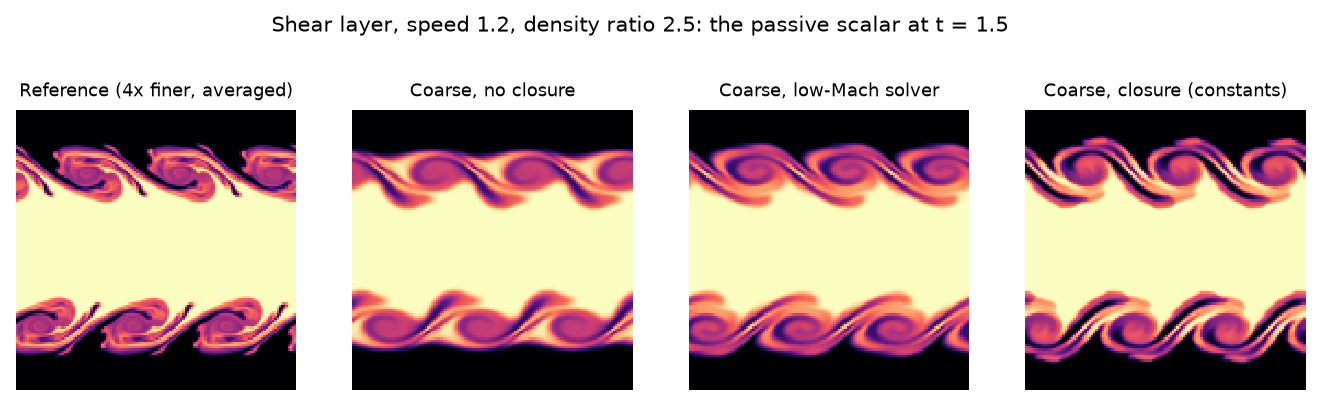 Shear layer, speed 1.2, density ratio 2.5: the passive scalar at t = 1.5
Reference (4x finer, averaged)
Coarse, no closure
Coarse, low-Mach solver
Coarse, closure (constants)